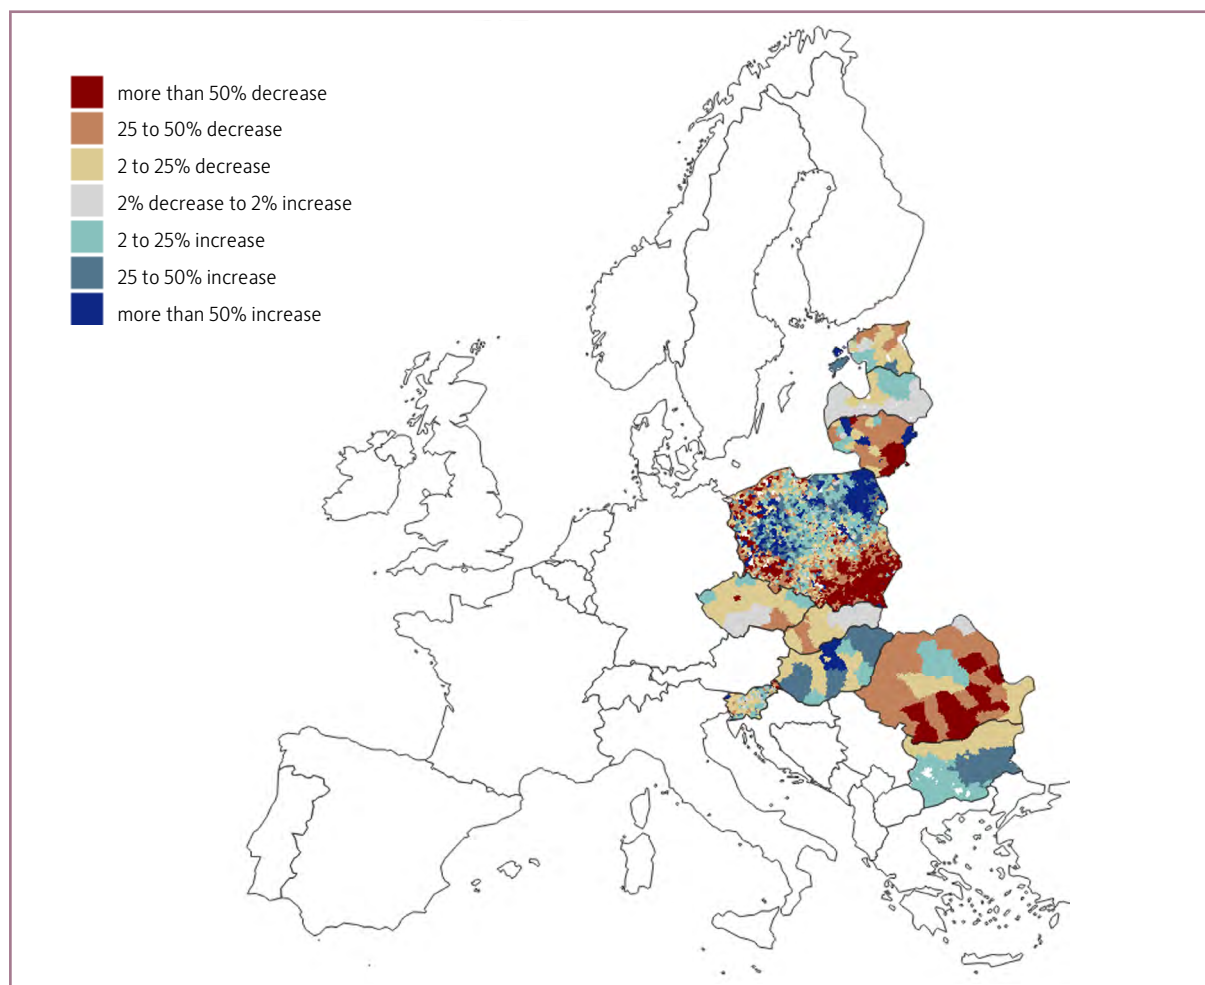 more than 50% decrease
25 to 50% decrease
2 to 25% decrease
2% decrease to 2% increase
2 to 25% increase
25 to 50% increase
more than 50% increase